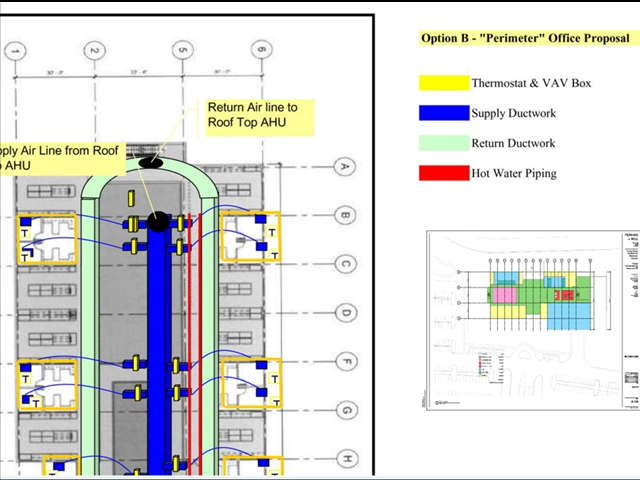 Option B - "Perimeter" Office Proposal
Thermostat & VAV Box
Supply Ductwork
Return Ductwork
Hot Water Piping
1
2
5
6
Return Air line to
Roof Top AHU
Air Line from Roof
AHU
A
B
C
D
F
G
H
T
T
T
T
T
T
T
T
T
T